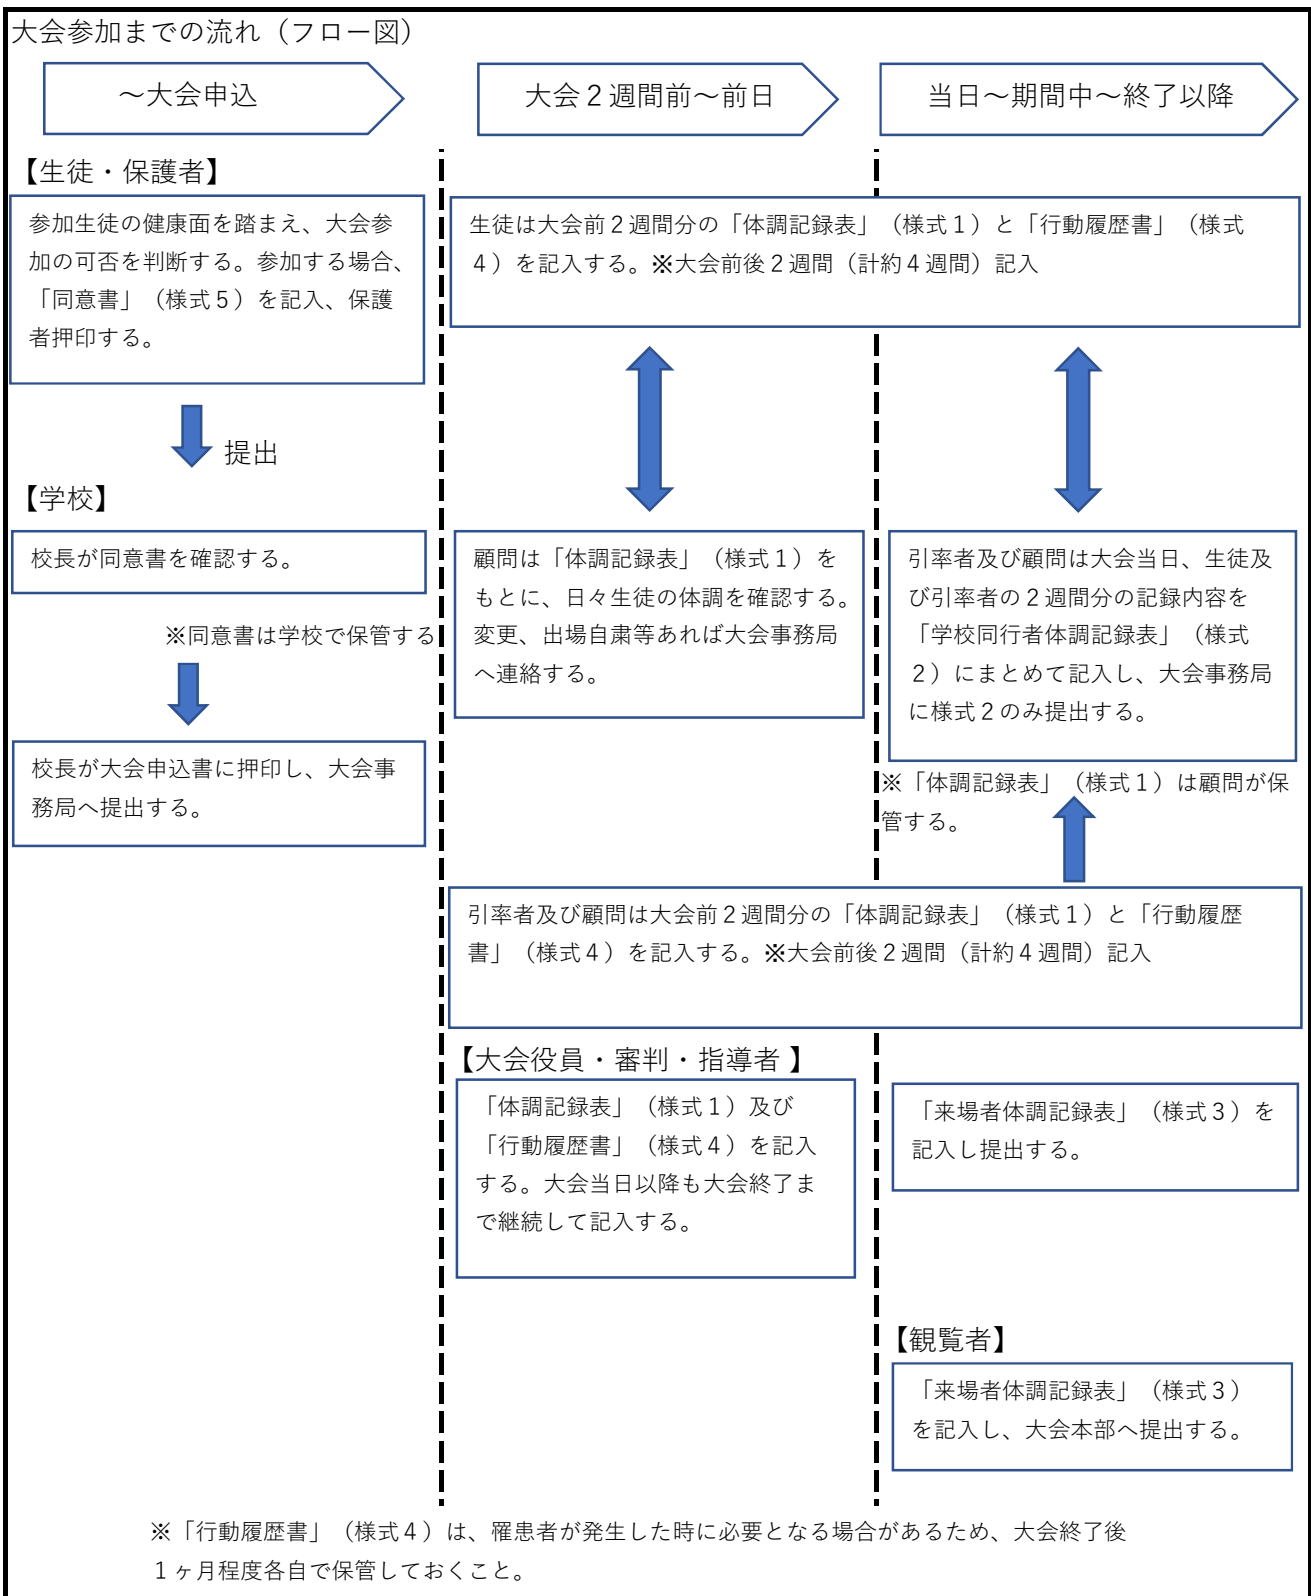 大会参加までの流れ（フロー図）
～大会申込
大会２週間前～前日
当日～期間中～終了以降
【生徒・保護者】
参加生徒の健康面を踏まえ、大会参
加の可否を判断する。参加する場合、
「同意書」（様式５）を記入、保護
者押印する。
生徒は大会前２週間分の「体調記録表」（様式１）と「行動履歴書」（様式
４）を記入する。※大会前後２週間（計約４週間）記入
提出
【学校】
校長が同意書を確認する。
※同意書は学校で保管する
校長が大会申込書に押印し、大会事
務局へ提出する。
顧問は「体調記録表」（様式１）を
もとに、日々生徒の体調を確認する。
変更、出場自粛等あれば大会事務局
へ連絡する。
引率者及び顧問は大会当日、生徒及
び引率者の２週間分の記録内容を
「学校同行者体調記録表」（様式
２）にまとめて記入し、大会事務局
に様式２のみ提出する。
※「体調記録表」（様式１）は顧問が保
管する。
引率者及び顧問は大会前２週間分の「体調記録表」（様式１）と「行動履歴
書」（様式４）を記入する。※大会前後２週間（計約４週間）記入
【大会役員・審判・指導者 】
「体調記録表」（様式１）及び
「行動履歴書」（様式４）を記入
する。大会当日以降も大会終了ま
で継続して記入する。
「来場者体調記録表」（様式３）を
記入し提出する。
【観覧者】
「来場者体調記録表」（様式３）
を記入し、大会本部へ提出する。
※「行動履歴書」（様式４）は、罹患者が発生した時に必要となる場合があるため、大会終了後
１ヶ月程度各自で保管しておくこと。